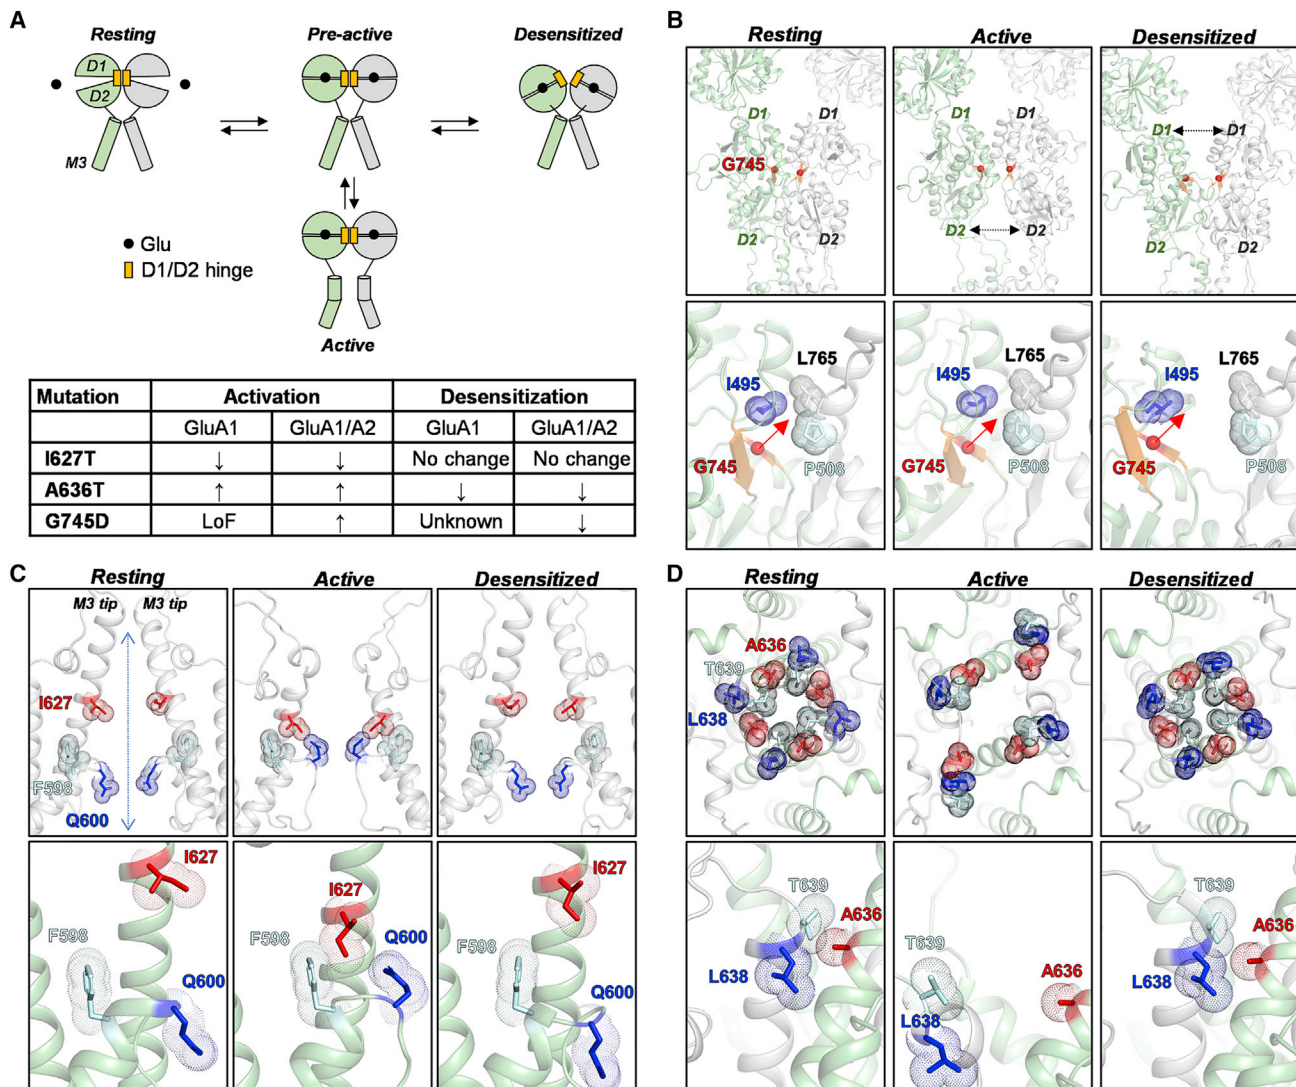 A
Resting Pre-active Desensitized
D1
D2
M3
Glu
D1/D2 hinge
Active
Mutation Activation Desensitization
GluA1 GluA1/A2 GluA1 GluA1/A2
I627T ↓ ↓ No change No change
A636T ↑ ↑ ↓ ↓
G745D LoF ↑ Unknown ↓
B
Resting Active Desensitized
D1 D1 D1 D1 D1 D1
G745
D2 D2 D2 D2 D2 D2
L765 L765 L765
I495 I495 I495
G745 P508 G745 P508 G745 P508
C
Resting Active Desensitized
M3 tip M3 tip
I627
F598
Q600
I627 I627 I627
F598 F598 Q600 F598
Q600 Q600
D
Resting Active Desensitized
A636
T639
L638
T639 T639
A636 T639 A636 A636
L638 L638 L638